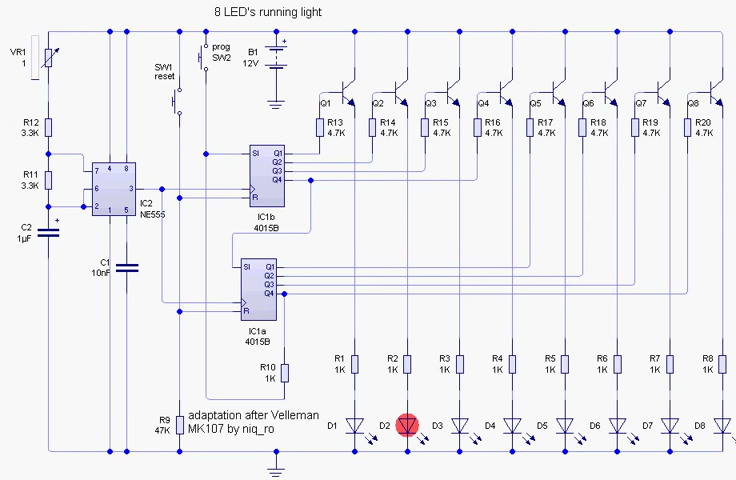 8 LED's running light
VR1
1
prog
SW2
SW1
reset
B1
12V
+
R12
3.3K
R11
3.3K
C2
1µF
+
7
6
2
4
8
3
1
5
IC2
NE555
C1
10nF
SI
Q1
Q2
Q3
Q4
R
IC1b
4015B
SI
Q1
Q2
Q3
Q4
R
IC1a
4015B
Q1
Q2
Q3
Q4
Q5
Q6
Q7
Q8
R13
4.7K
R14
4.7K
R15
4.7K
R16
4.7K
R17
4.7K
R18
4.7K
R19
4.7K
R20
4.7K
R10
1K
R1
1K
R2
1K
R3
1K
R4
1K
R5
1K
R6
1K
R7
1K
R8
1K
R9
47K
adaptation after Velleman
MK107 by niq_ro
D1
D2
D3
D4
D5
D6
D7
D8